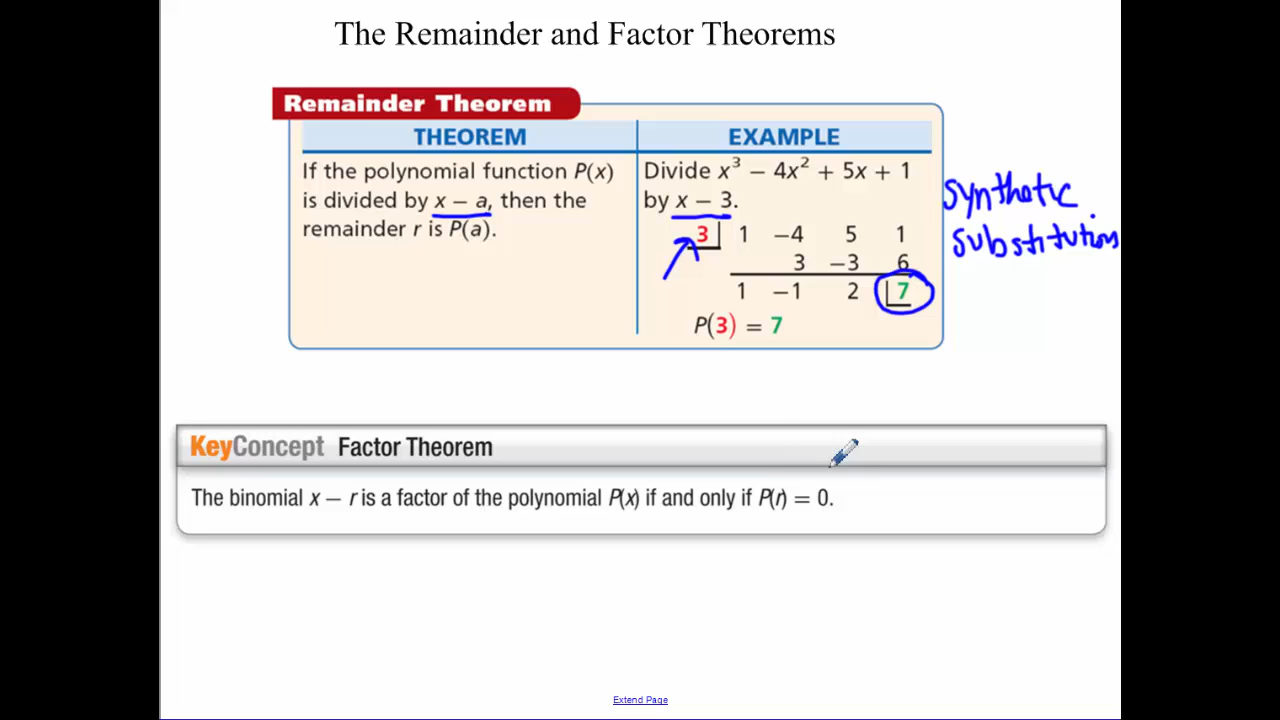 The Remainder and Factor Theorems
Remainder Theorem
THEOREM
If the polynomial function P(x)
is divided by x − a, then the
remainder r is P(a).
EXAMPLE
Divide x³ − 4x² + 5x + 1
by x − 3.
3 1 −4 5 1
3 −3 6
1 −1 2 7
P(3) = 7
synthetic
substitution
KeyConcept Factor Theorem
The binomial x − r is a factor of the polynomial P(x) if and only if P(r) = 0.
Extend Page